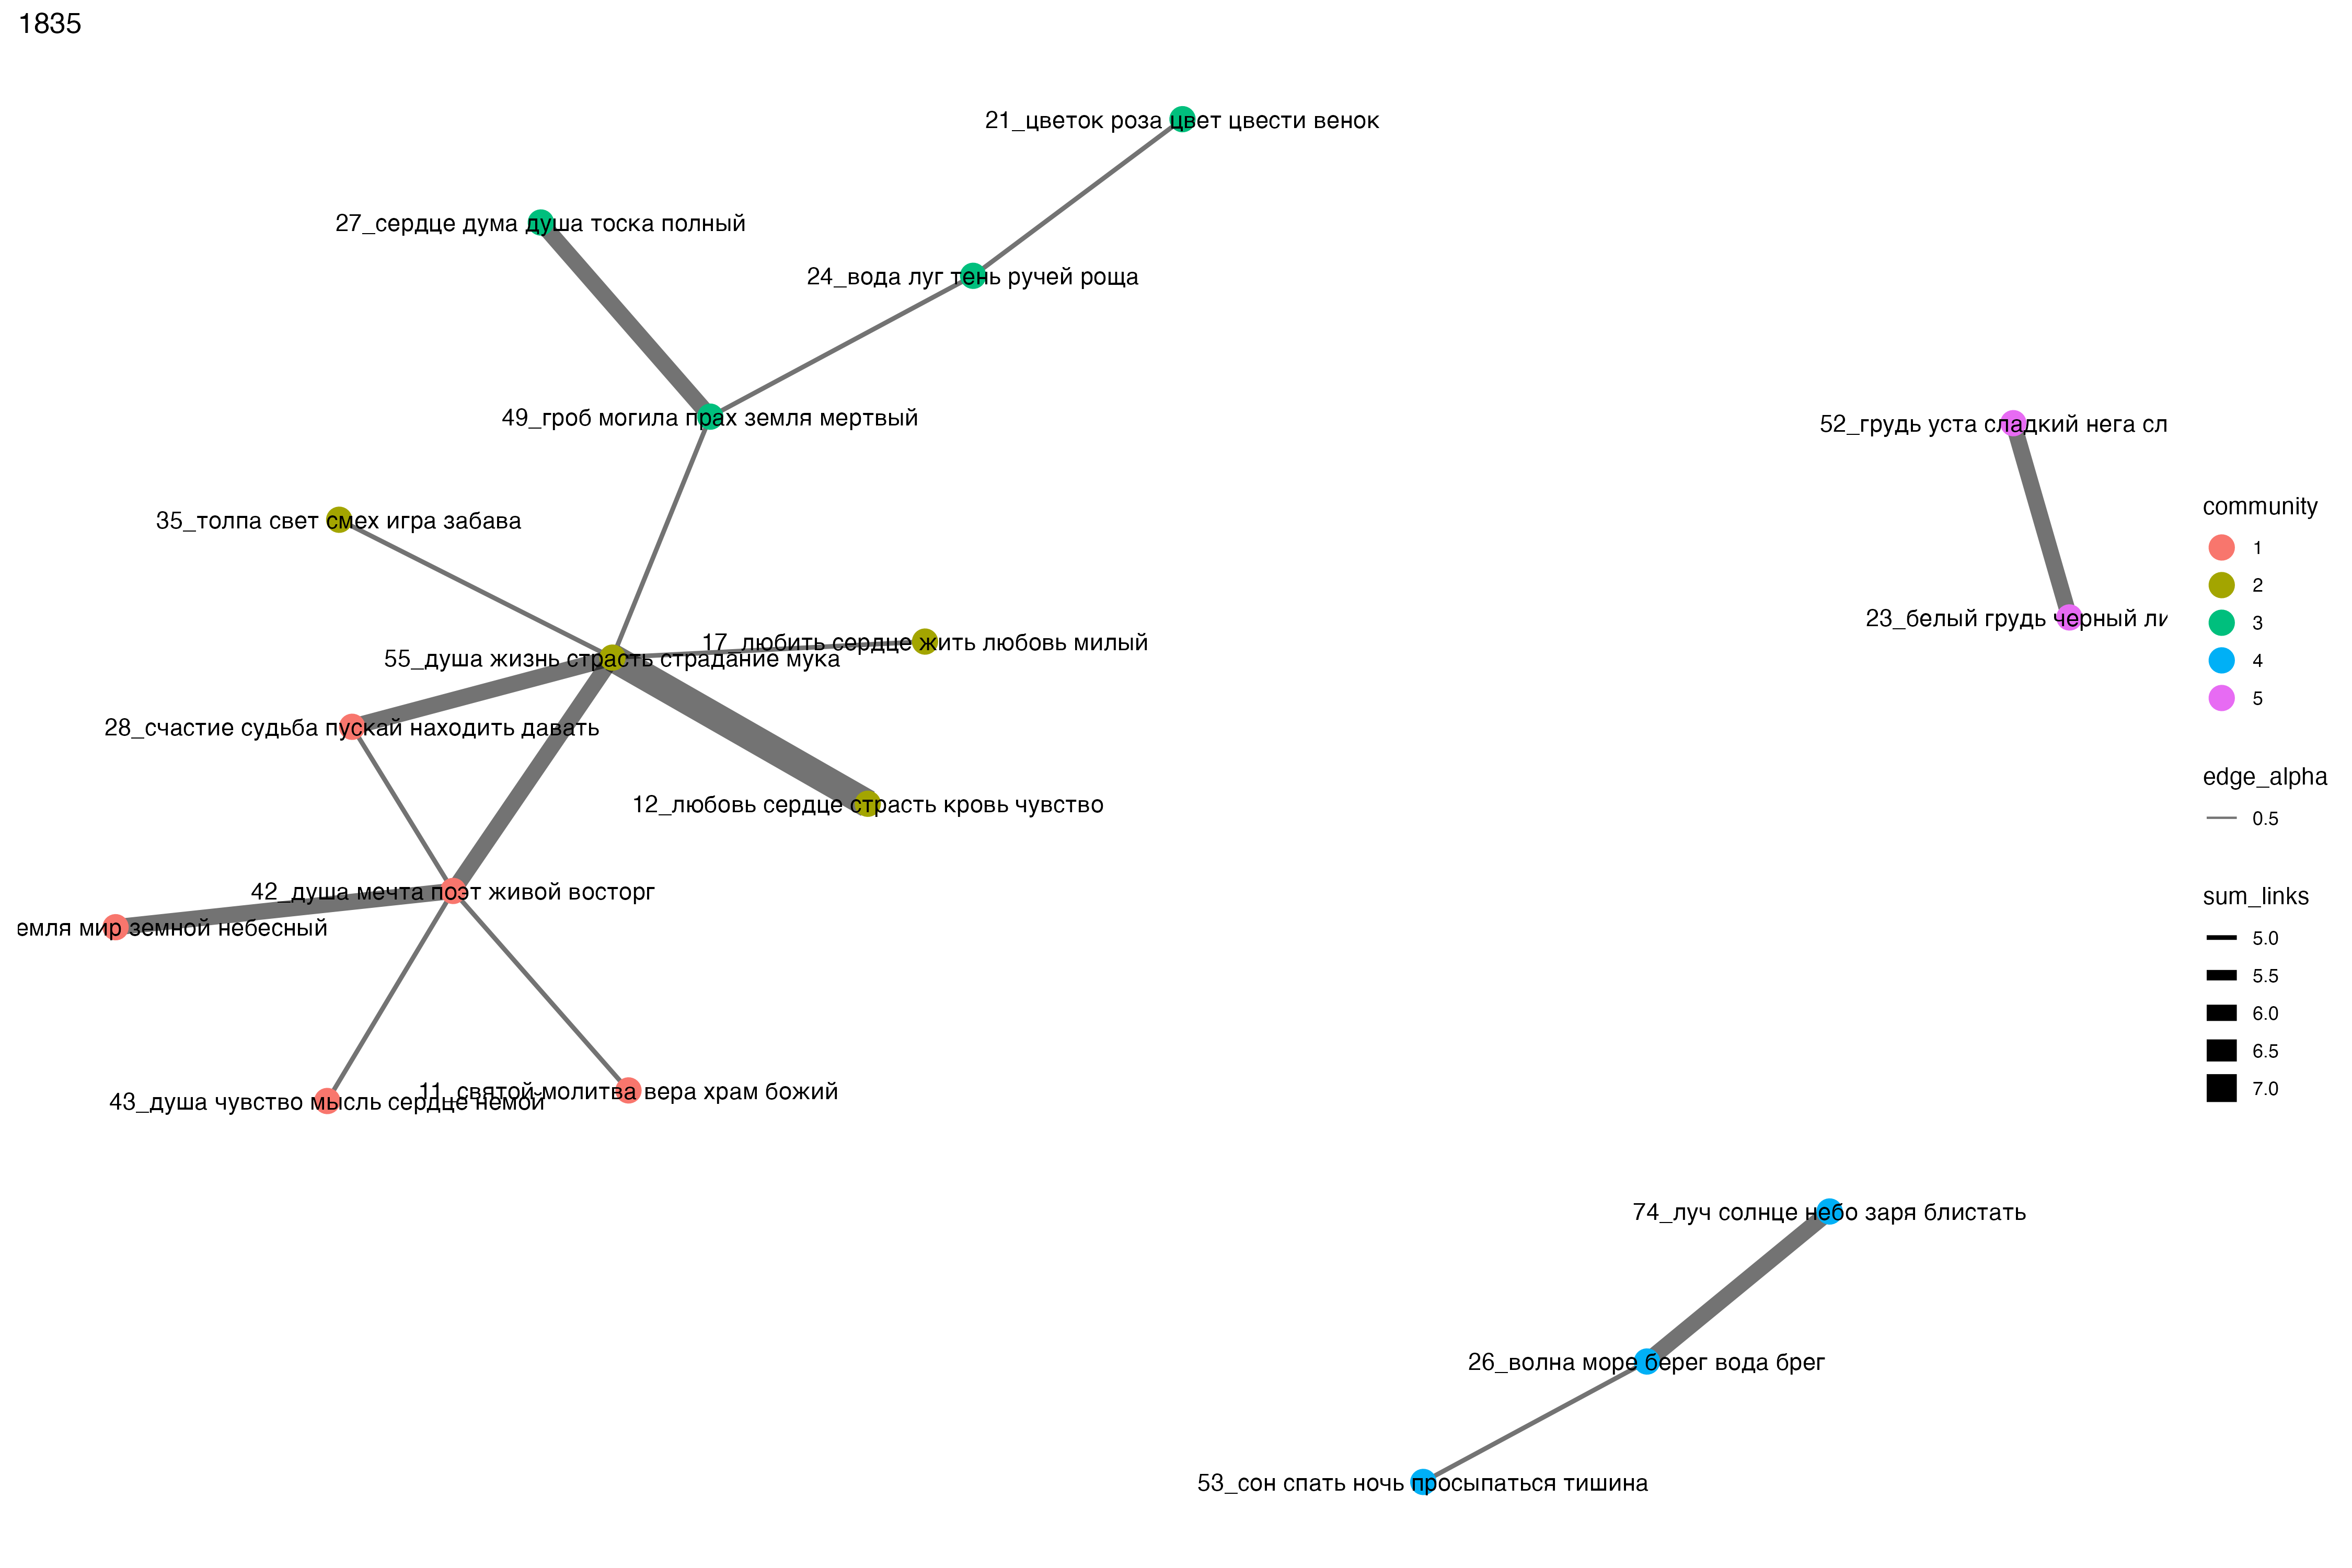 1835
21_цветок роза цвет цвести венок
27_сердце дума душа тоска полный
24_вода луг тень ручей роща
49_гроб могила прах земля мертвый
52_грудь уста сладкий нега сл
35_толпа свет смех игра забава
23_белый грудь черный ли
17_любить сердце жить любовь милый
55_душа жизнь страсть страдание мука
28_счастие судьба пускай находить давать
12_любовь сердце страсть кровь чувство
42_душа мечта поэт живой восторг
емля мир земной небесный
11_святой молитва вера храм божий
43_душа чувство мысль сердце немой
74_луч солнце небо заря блистать
26_волна море берег вода брег
53_сон спать ночь просыпаться тишина
community
1
2
3
4
5
edge_alpha
0.5
sum_links
5.0
5.5
6.0
6.5
7.0